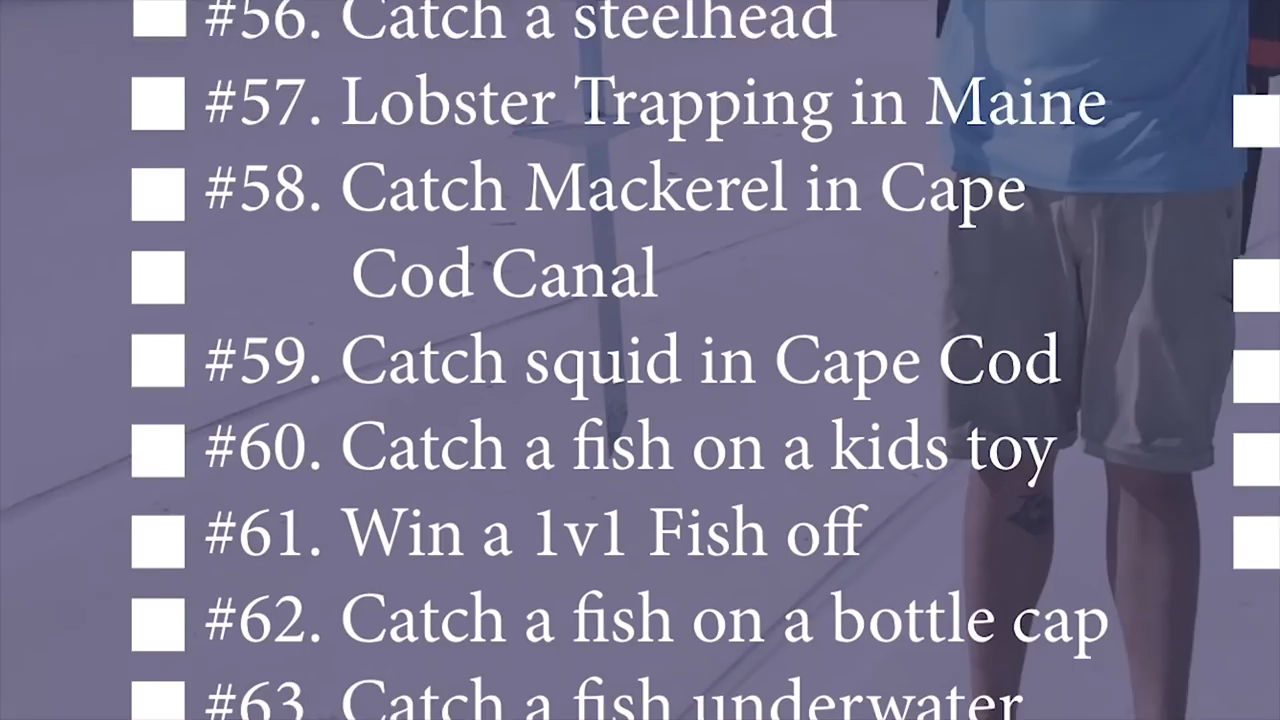 #56. Catch a steelhead
#57. Lobster Trapping in Maine
#58. Catch Mackerel in Cape
Cod Canal
#59. Catch squid in Cape Cod
#60. Catch a fish on a kids toy
#61. Win a 1v1 Fish off
#62. Catch a fish on a bottle cap
#63. Catch a fish underwater